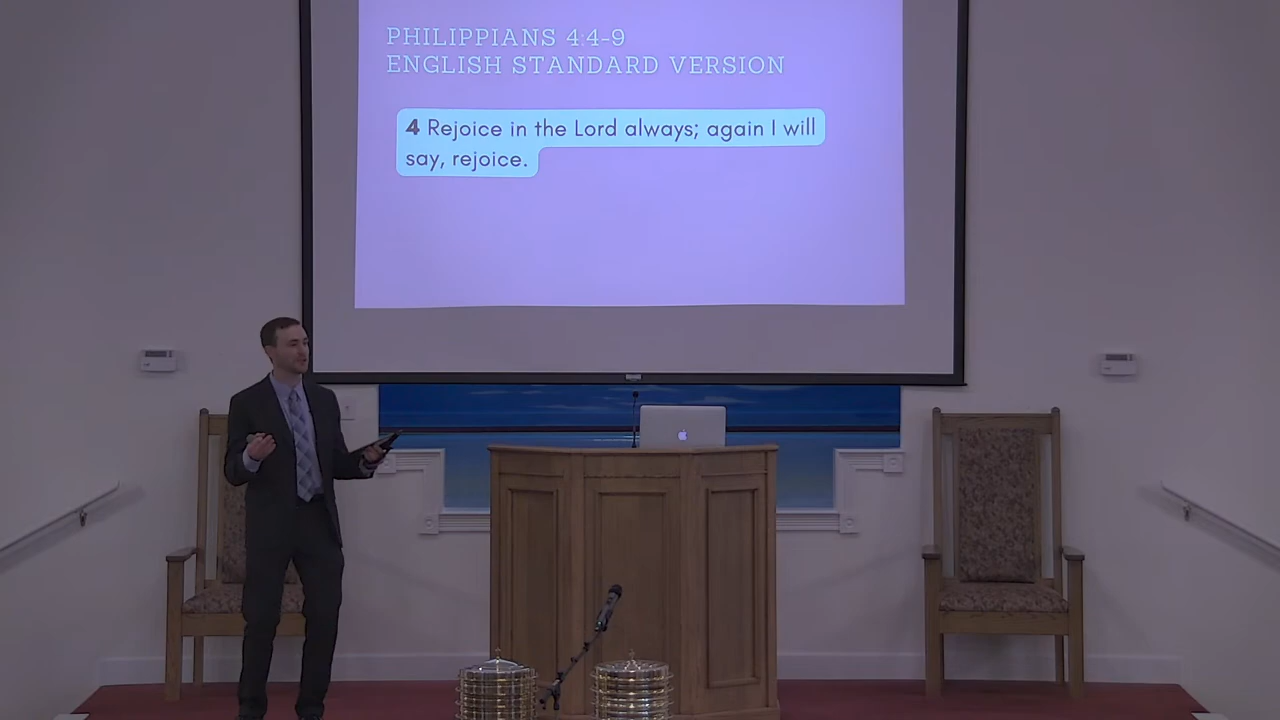 PHILIPPIANS 4:4-9
ENGLISH STANDARD VERSION
4 Rejoice in the Lord always; again I will
say, rejoice.